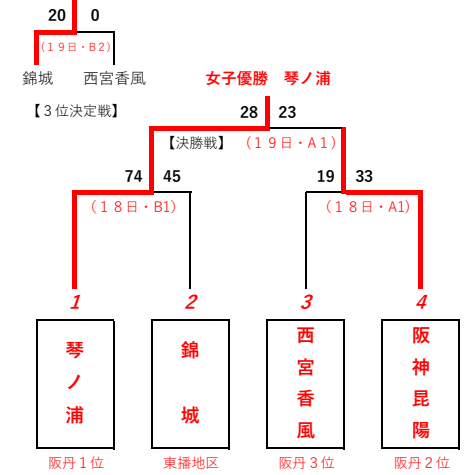 20 0
(19日・B2)
錦城 西宮香風
女子優勝 琴ノ浦
【３位決定戦】
28 23
【決勝戦】 （１９日・A１）
74 45
19 33
（１８日・B1）
（１８日・A1）
1 2 3 4
琴ノ浦
錦城
西宮香風
阪神昆陽
阪丹１位 東播地区 阪丹３位 阪丹２位